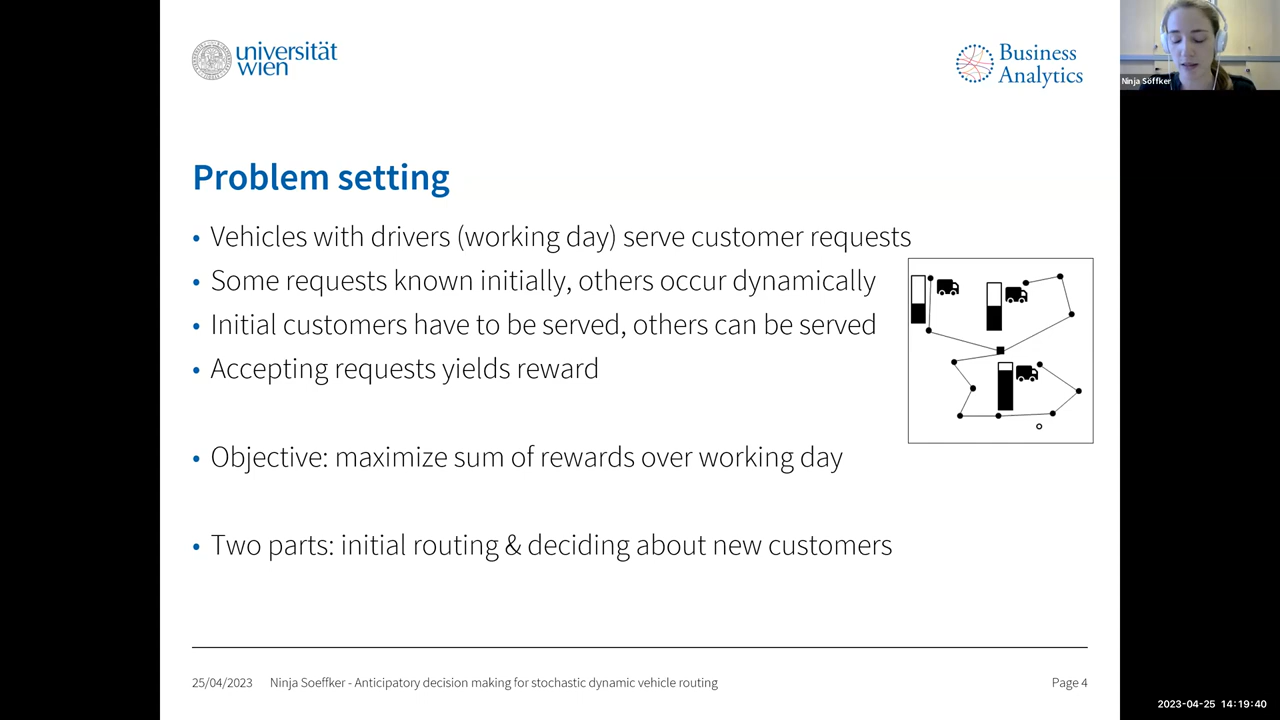 universität
wien
Business
Analytics
Ninja Söffker
Problem setting
• Vehicles with drivers (working day) serve customer requests
• Some requests known initially, others occur dynamically
• Initial customers have to be served, others can be served
• Accepting requests yields reward
• Objective: maximize sum of rewards over working day
• Two parts: initial routing & deciding about new customers
25/04/2023 Ninja Soeffker - Anticipatory decision making for stochastic dynamic vehicle routing Page 4
2023-04-25 14:19:40